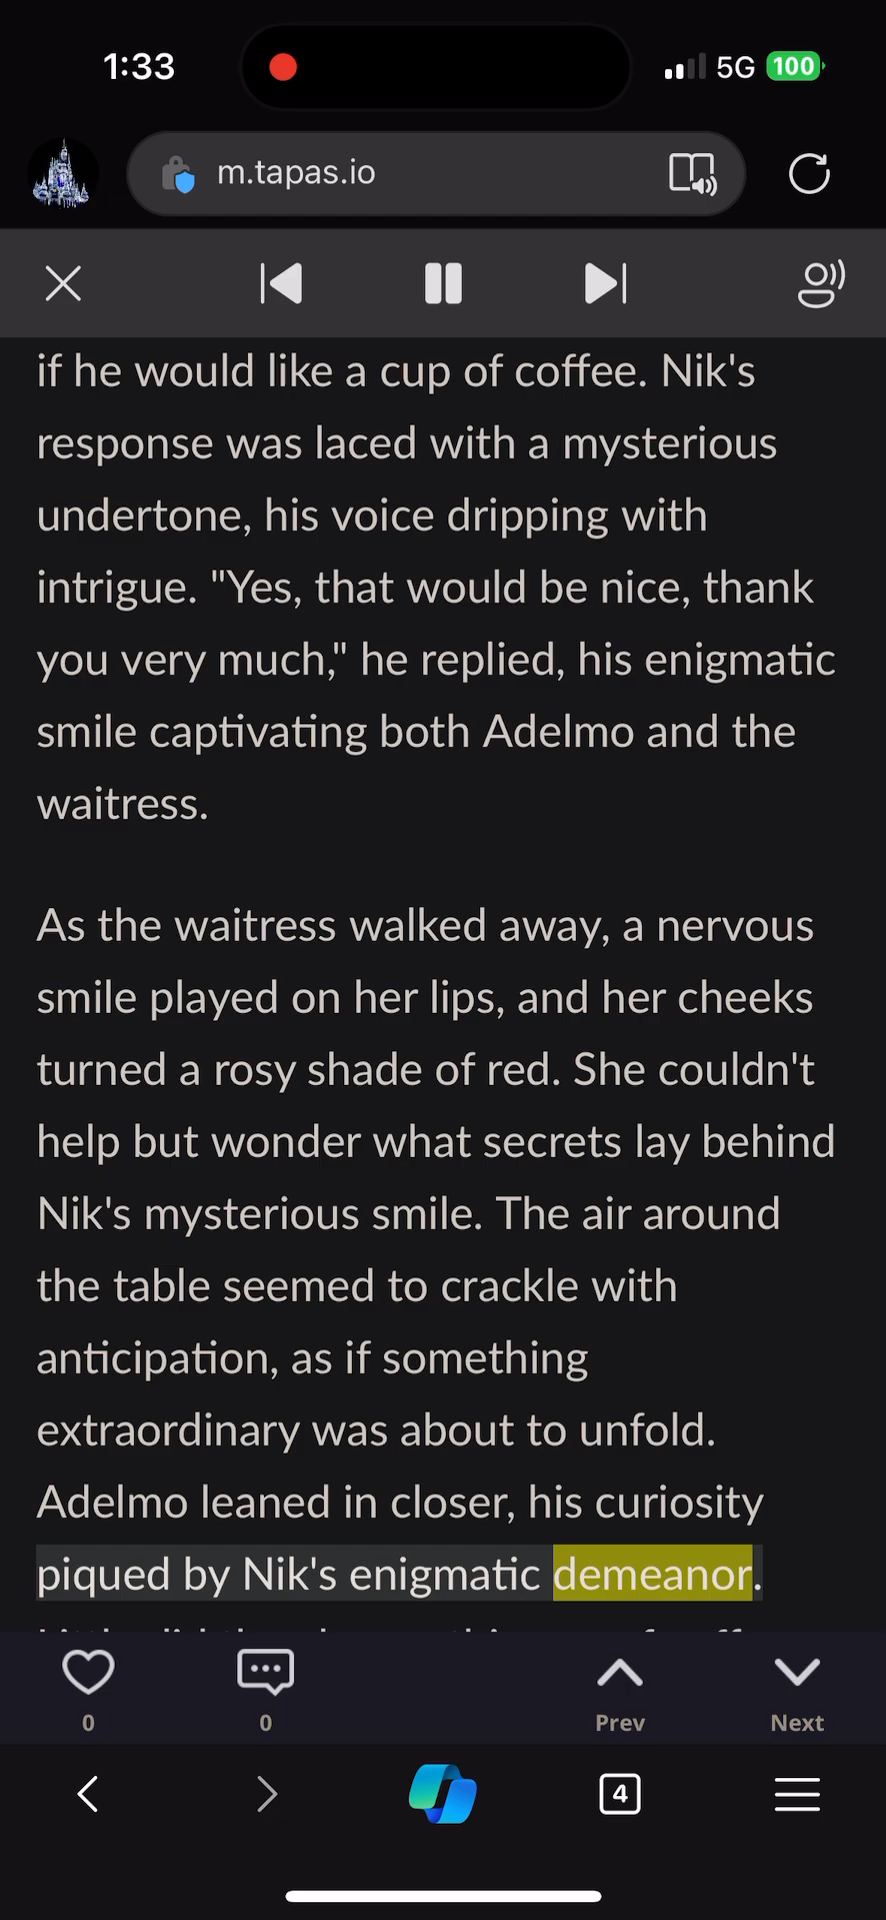 1:33
5G 100
m.tapas.io
if he would like a cup of coffee. Nik's
response was laced with a mysterious
undertone, his voice dripping with
intrigue. "Yes, that would be nice, thank
you very much," he replied, his enigmatic
smile captivating both Adelmo and the
waitress.
As the waitress walked away, a nervous
smile played on her lips, and her cheeks
turned a rosy shade of red. She couldn't
help but wonder what secrets lay behind
Nik's mysterious smile. The air around
the table seemed to crackle with
anticipation, as if something
extraordinary was about to unfold.
Adelmo leaned in closer, his curiosity
piqued by Nik's enigmatic demeanor.
0 0 Prev Next
4